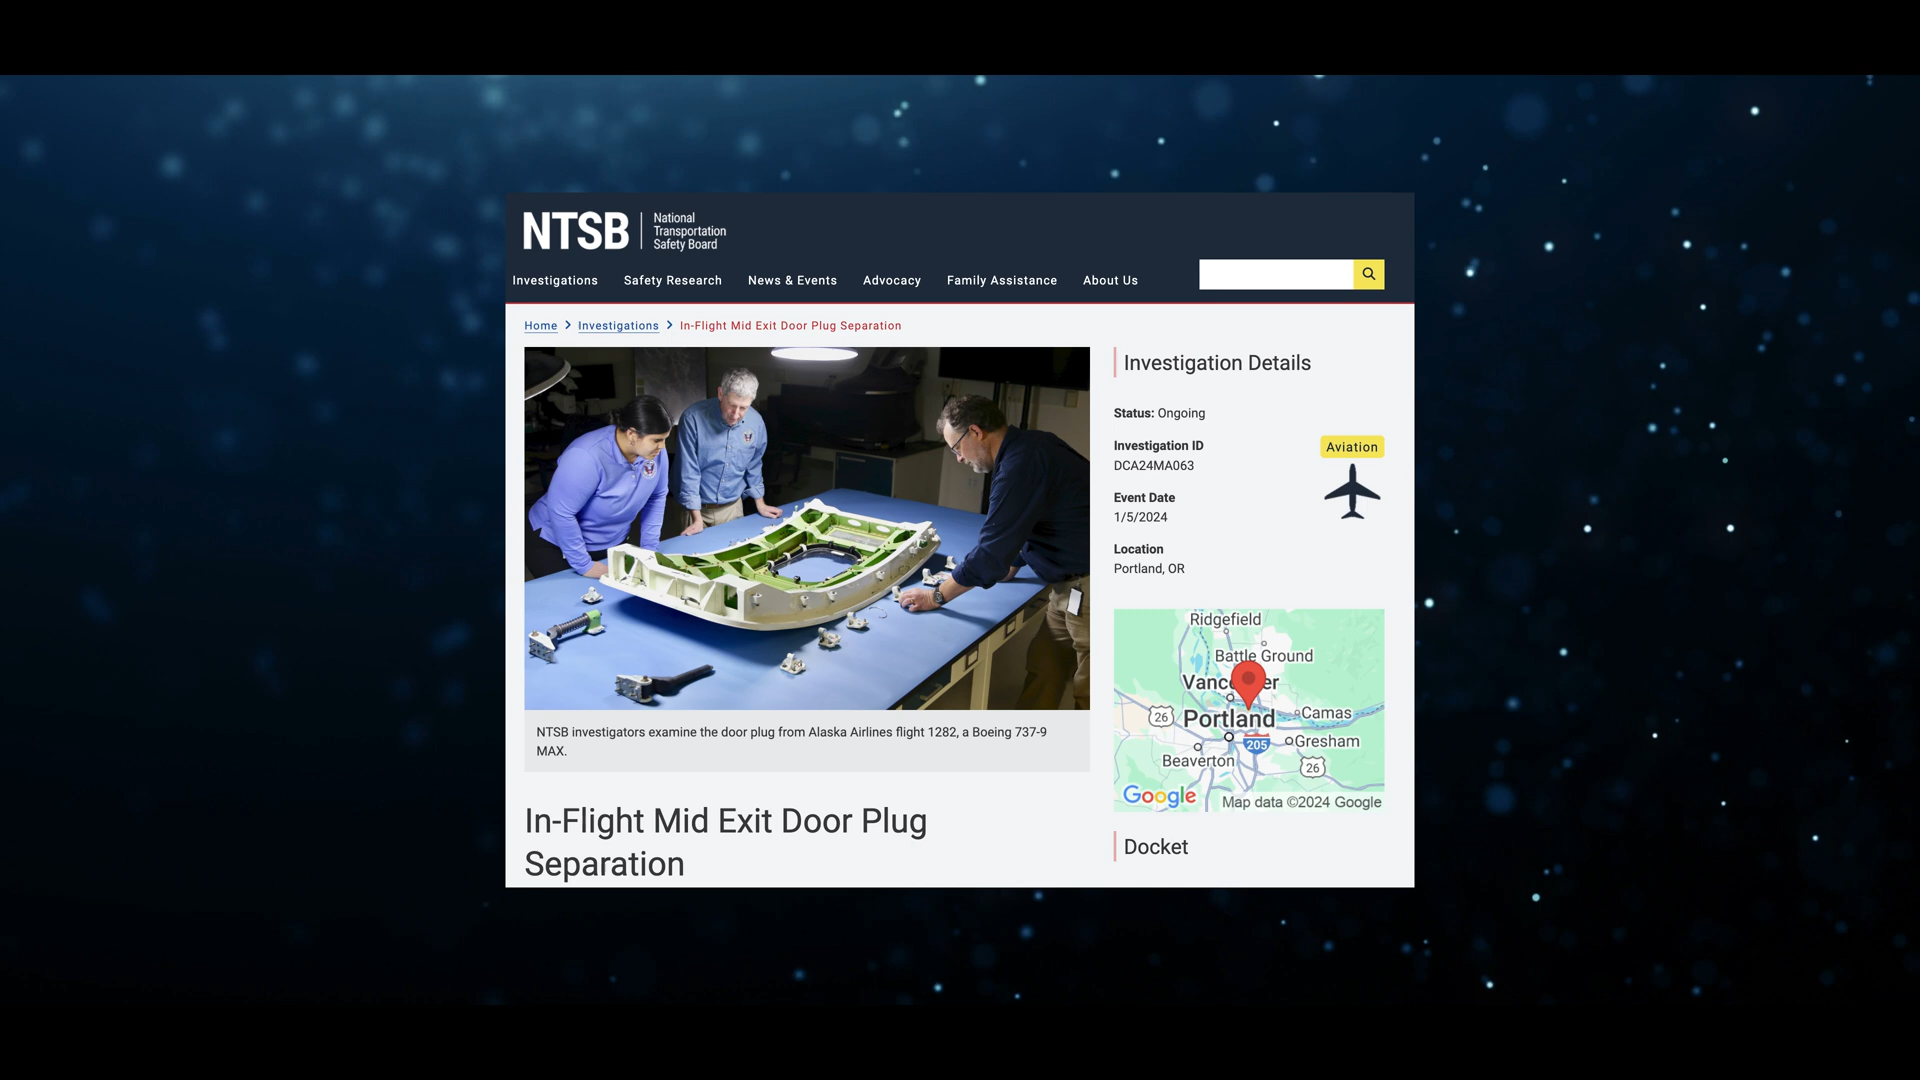 NTSB
National
Transportation
Safety Board
Investigations Safety Research News & Events Advocacy Family Assistance About Us
Home Investigations In-Flight Mid Exit Door Plug Separation
NTSB investigators examine the door plug from Alaska Airlines flight 1282, a Boeing 737-9
MAX.
In-Flight Mid Exit Door Plug
Separation
Investigation Details
Status: Ongoing
Investigation ID
DCA24MA063
Aviation
Event Date
1/5/2024
Location
Portland, OR
Ridgefield
Battle Ground
26
Portland
Camas
205
Gresham
Beaverton
26
Google
Map data ©2024 Google
Docket